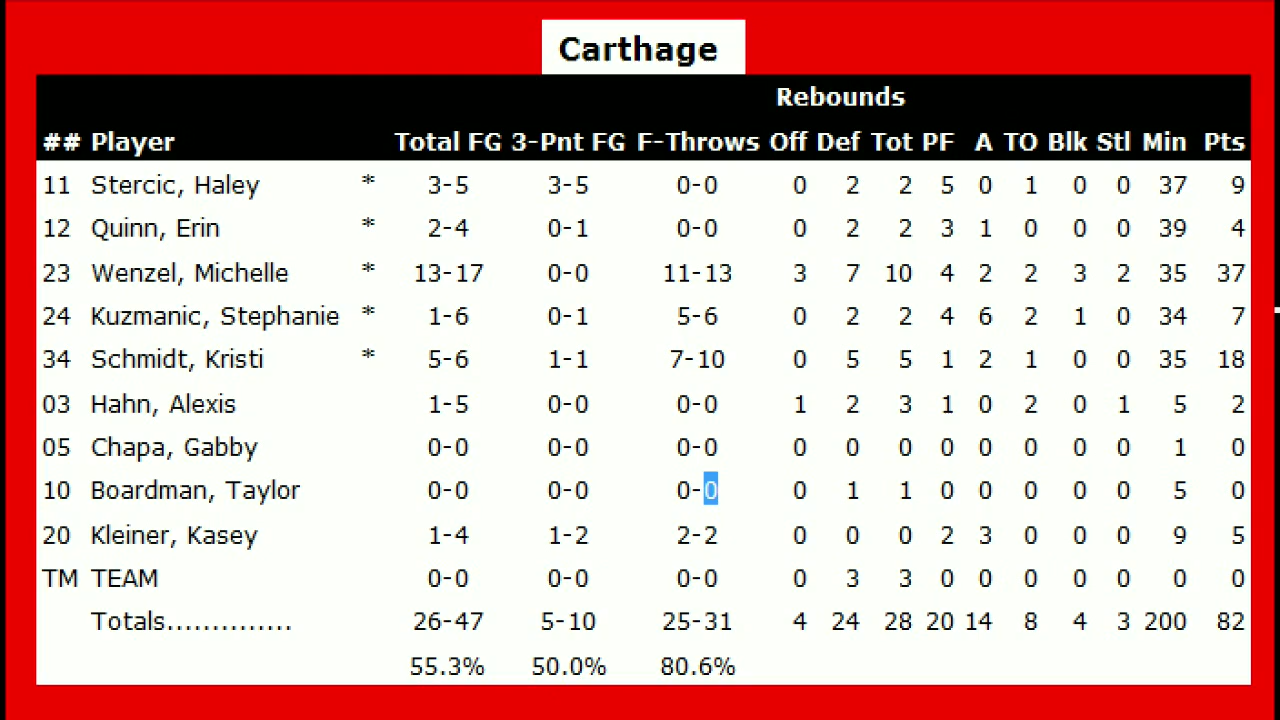 Carthage
Rebounds
## Player Total FG 3-Pnt FG F-Throws Off Def Tot PF A TO Blk Stl Min Pts
11 Stercic, Haley * 3-5 3-5 0-0 0 2 2 5 0 1 0 0 37 9
12 Quinn, Erin * 2-4 0-1 0-0 0 2 2 3 1 0 0 0 39 4
23 Wenzel, Michelle * 13-17 0-0 11-13 3 7 10 4 2 2 3 2 35 37
24 Kuzmanic, Stephanie * 1-6 0-1 5-6 0 2 2 4 6 2 1 0 34 7
34 Schmidt, Kristi * 5-6 1-1 7-10 0 5 5 1 2 1 0 0 35 18
03 Hahn, Alexis 1-5 0-0 0-0 1 2 3 1 0 2 0 1 5 2
05 Chapa, Gabby 0-0 0-0 0-0 0 0 0 0 0 0 0 0 1 0
10 Boardman, Taylor 0-0 0-0 0-0 0 1 1 0 0 0 0 0 5 0
20 Kleiner, Kasey 1-4 1-2 2-2 0 0 0 2 3 0 0 0 9 5
TM TEAM 0-0 0-0 0-0 0 3 3 0 0 0 0 0 0 0
Totals.............. 26-47 5-10 25-31 4 24 28 20 14 8 4 3 200 82
55.3% 50.0% 80.6%